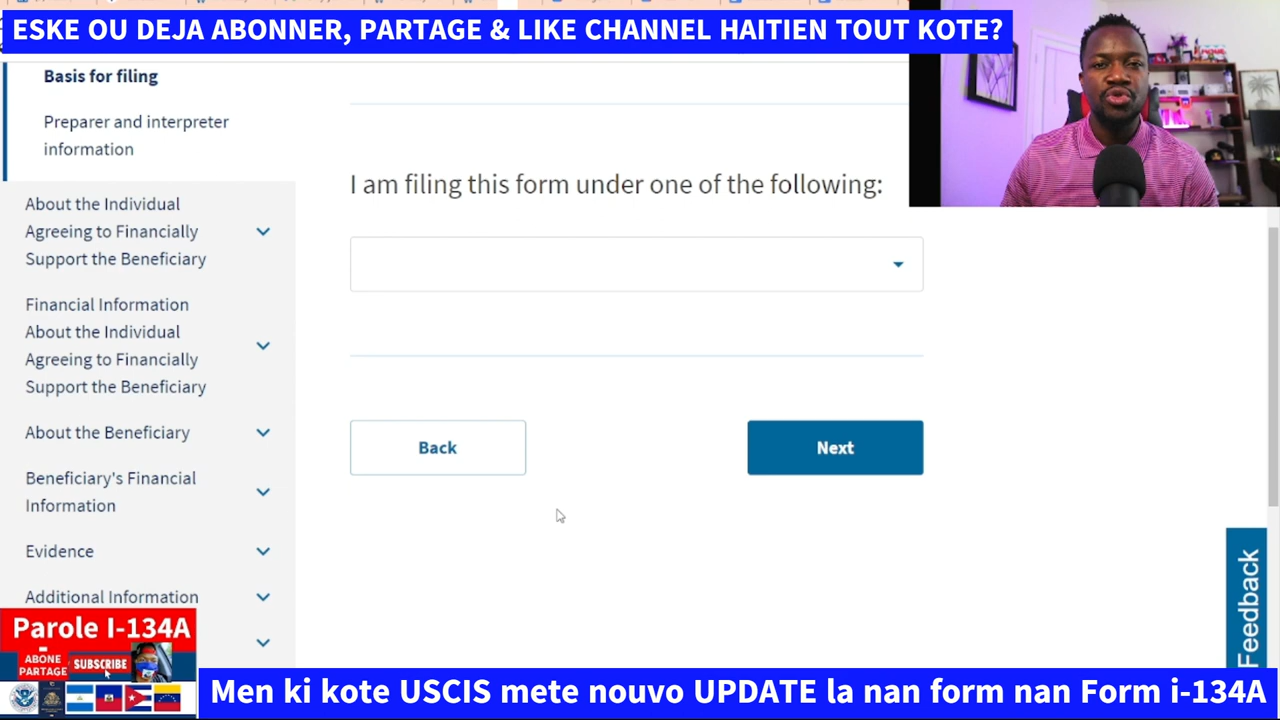 ESKE OU DEJA ABONNER, PARTAGE & LIKE CHANNEL HAITIEN TOUT KOTE?
Basis for filing
Preparer and interpreter
information
About the Individual
Agreeing to Financially
Support the Beneficiary
Financial Information
About the Individual
Agreeing to Financially
Support the Beneficiary
About the Beneficiary
Beneficiary's Financial
Information
Evidence
Additional Information
I am filing this form under one of the following:
Back
Next
Feedback
Parole I-134A
ABONE
PARTAGE
SUBSCRIBE
Men ki kote USCIS mete nouvo UPDATE la nan form nan Form i-134A